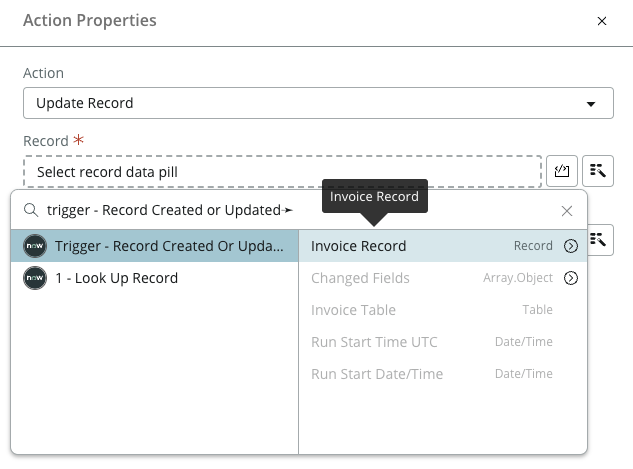 Action Properties
Action
Update Record
Record *
Select record data pill
Invoice Record
trigger - Record Created or Updated➛
now Trigger - Record Created Or Upda...
Invoice Record Record
now 1 - Look Up Record
Changed Fields Array.Object
Invoice Table Table
Run Start Time UTC Date/Time
Run Start Date/Time Date/Time